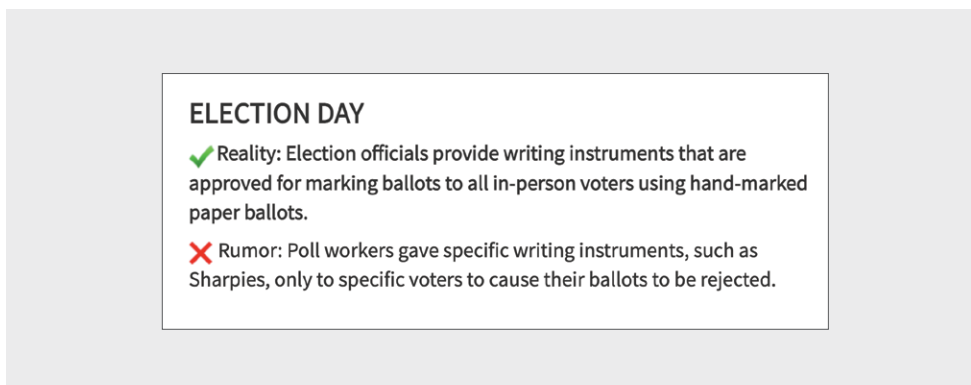 ELECTION DAY
Reality: Election officials provide writing instruments that are
approved for marking ballots to all in-person voters using hand-marked
paper ballots.
Rumor: Poll workers gave specific writing instruments, such as
Sharpies, only to specific voters to cause their ballots to be rejected.